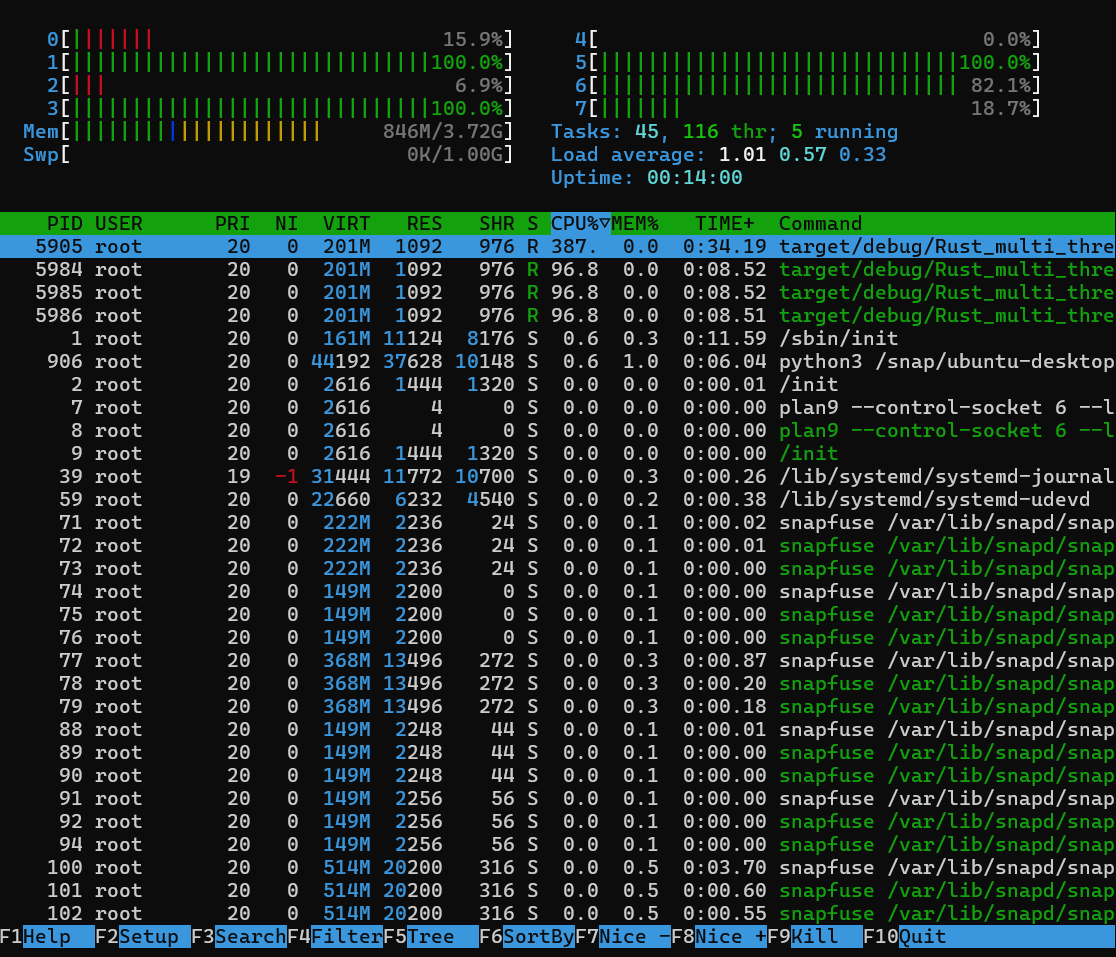 0[||||||| 15.9%] 4[ 0.0%]
1[||||||||||||||||||||||||||||||100.0%] 5[||||||||||||||||||||||||||||||100.0%]
2[||| 6.9%] 6[|||||||||||||||||||||||||||||| 82.1%]
3[||||||||||||||||||||||||||||||100.0%] 7[||||||| 18.7%]
Mem[||||||||||||||||||||| 846M/3.72G] Tasks: 45, 116 thr; 5 running
Swp[ 0K/1.00G] Load average: 1.01 0.57 0.33
Uptime: 00:14:00
PID USER PRI NI VIRT RES SHR S CPU%▽MEM% TIME+ Command
5905 root 20 0 201M 1092 976 R 387. 0.0 0:34.19 target/debug/Rust_multi_thre
5984 root 20 0 201M 1092 976 R 96.8 0.0 0:08.52 target/debug/Rust_multi_thre
5985 root 20 0 201M 1092 976 R 96.8 0.0 0:08.52 target/debug/Rust_multi_thre
5986 root 20 0 201M 1092 976 R 96.8 0.0 0:08.51 target/debug/Rust_multi_thre
1 root 20 0 161M 11124 8176 S 0.6 0.3 0:11.59 /sbin/init
906 root 20 0 44192 37628 10148 S 0.6 1.0 0:06.04 python3 /snap/ubuntu-desktop
2 root 20 0 2616 1444 1320 S 0.0 0.0 0:00.01 /init
7 root 20 0 2616 4 0 S 0.0 0.0 0:00.00 plan9 --control-socket 6 --l
8 root 20 0 2616 4 0 S 0.0 0.0 0:00.00 plan9 --control-socket 6 --l
9 root 20 0 2616 1444 1320 S 0.0 0.0 0:00.00 /init
39 root 19 -1 31444 11772 10700 S 0.0 0.3 0:00.26 /lib/systemd/systemd-journal
59 root 20 0 22660 6232 4540 S 0.0 0.2 0:00.38 /lib/systemd/systemd-udevd
71 root 20 0 222M 2236 24 S 0.0 0.1 0:00.02 snapfuse /var/lib/snapd/snap
72 root 20 0 222M 2236 24 S 0.0 0.1 0:00.01 snapfuse /var/lib/snapd/snap
73 root 20 0 222M 2236 24 S 0.0 0.1 0:00.00 snapfuse /var/lib/snapd/snap
74 root 20 0 149M 2200 0 S 0.0 0.1 0:00.00 snapfuse /var/lib/snapd/snap
75 root 20 0 149M 2200 0 S 0.0 0.1 0:00.00 snapfuse /var/lib/snapd/snap
76 root 20 0 149M 2200 0 S 0.0 0.1 0:00.00 snapfuse /var/lib/snapd/snap
77 root 20 0 368M 13496 272 S 0.0 0.3 0:00.87 snapfuse /var/lib/snapd/snap
78 root 20 0 368M 13496 272 S 0.0 0.3 0:00.20 snapfuse /var/lib/snapd/snap
79 root 20 0 368M 13496 272 S 0.0 0.3 0:00.18 snapfuse /var/lib/snapd/snap
88 root 20 0 149M 2248 44 S 0.0 0.1 0:00.01 snapfuse /var/lib/snapd/snap
89 root 20 0 149M 2248 44 S 0.0 0.1 0:00.00 snapfuse /var/lib/snapd/snap
90 root 20 0 149M 2248 44 S 0.0 0.1 0:00.00 snapfuse /var/lib/snapd/snap
91 root 20 0 149M 2256 56 S 0.0 0.1 0:00.00 snapfuse /var/lib/snapd/snap
92 root 20 0 149M 2256 56 S 0.0 0.1 0:00.00 snapfuse /var/lib/snapd/snap
94 root 20 0 149M 2256 56 S 0.0 0.1 0:00.00 snapfuse /var/lib/snapd/snap
100 root 20 0 514M 20200 316 S 0.0 0.5 0:03.70 snapfuse /var/lib/snapd/snap
101 root 20 0 514M 20200 316 S 0.0 0.5 0:00.60 snapfuse /var/lib/snapd/snap
102 root 20 0 514M 20200 316 S 0.0 0.5 0:00.55 snapfuse /var/lib/snapd/snap
F1Help F2Setup F3SearchF4FilterF5Tree F6SortByF7Nice -F8Nice +F9Kill F10Quit